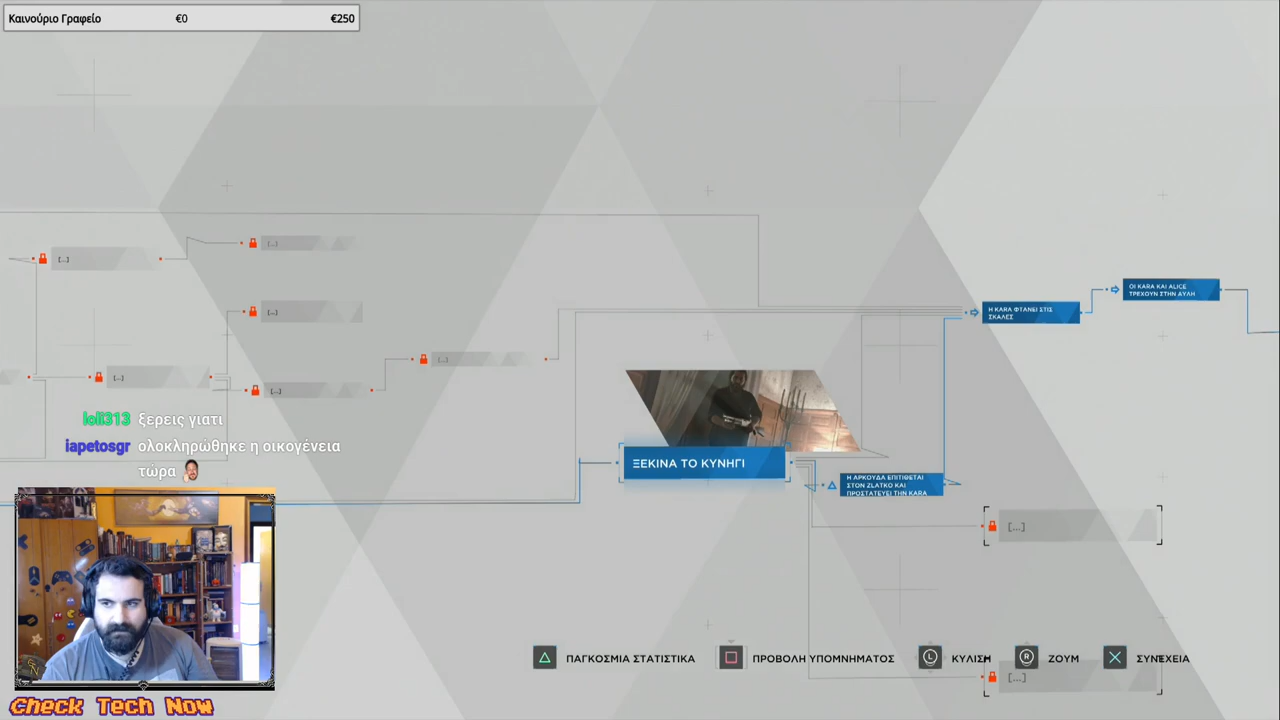 Καινούριο Γραφείο €0 €250
[...]
[...]
[...]
[...]
[...]
[...]
Η KARA ΦΤΑΝΕΙ ΣΤΙΣ
ΣΚΑΛΕΣ
ΟΙ KARA ΚΑΙ ALICE
ΤΡΕΧΟΥΝ ΣΤΗΝ ΑΥΛΗ
loli313 ξερεις γιατι
iapetosgr ολοκληρώθηκε η οικογένεια
τώρα
ΞΕΚΙΝΑ ΤΟ ΚΥΝΗΓΙ
Η ΑΡΚΟΥΔΑ ΕΠΙΤΙΘΕΤΑΙ
ΣΤΟΝ ZLATKO ΚΑΙ
ΠΡΟΣΤΑΤΕΥΕΙ ΤΗΝ KARA
[...]
[...]
ΠΑΓΚΟΣΜΙΑ ΣΤΑΤΙΣΤΙΚΑ
ΠΡΟΒΟΛΗ ΥΠΟΜΝΗΜΑΤΟΣ
L ΚΥΛΙΣΗ
R ΖΟΥΜ
ΣΥΝΕΧΕΙΑ
Check Tech Now